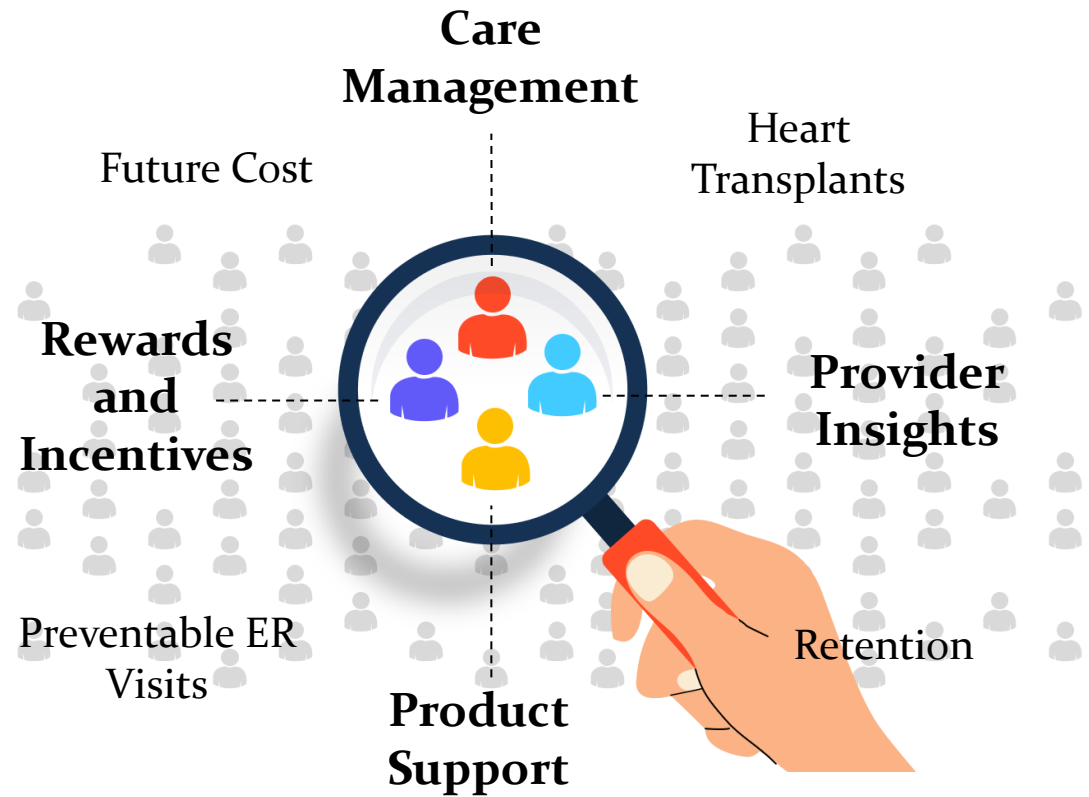 Care
Management
Future Cost
Heart
Transplants
Rewards
and
Incentives
Provider
Insights
Preventable ER
Visits
Retention
Product
Support